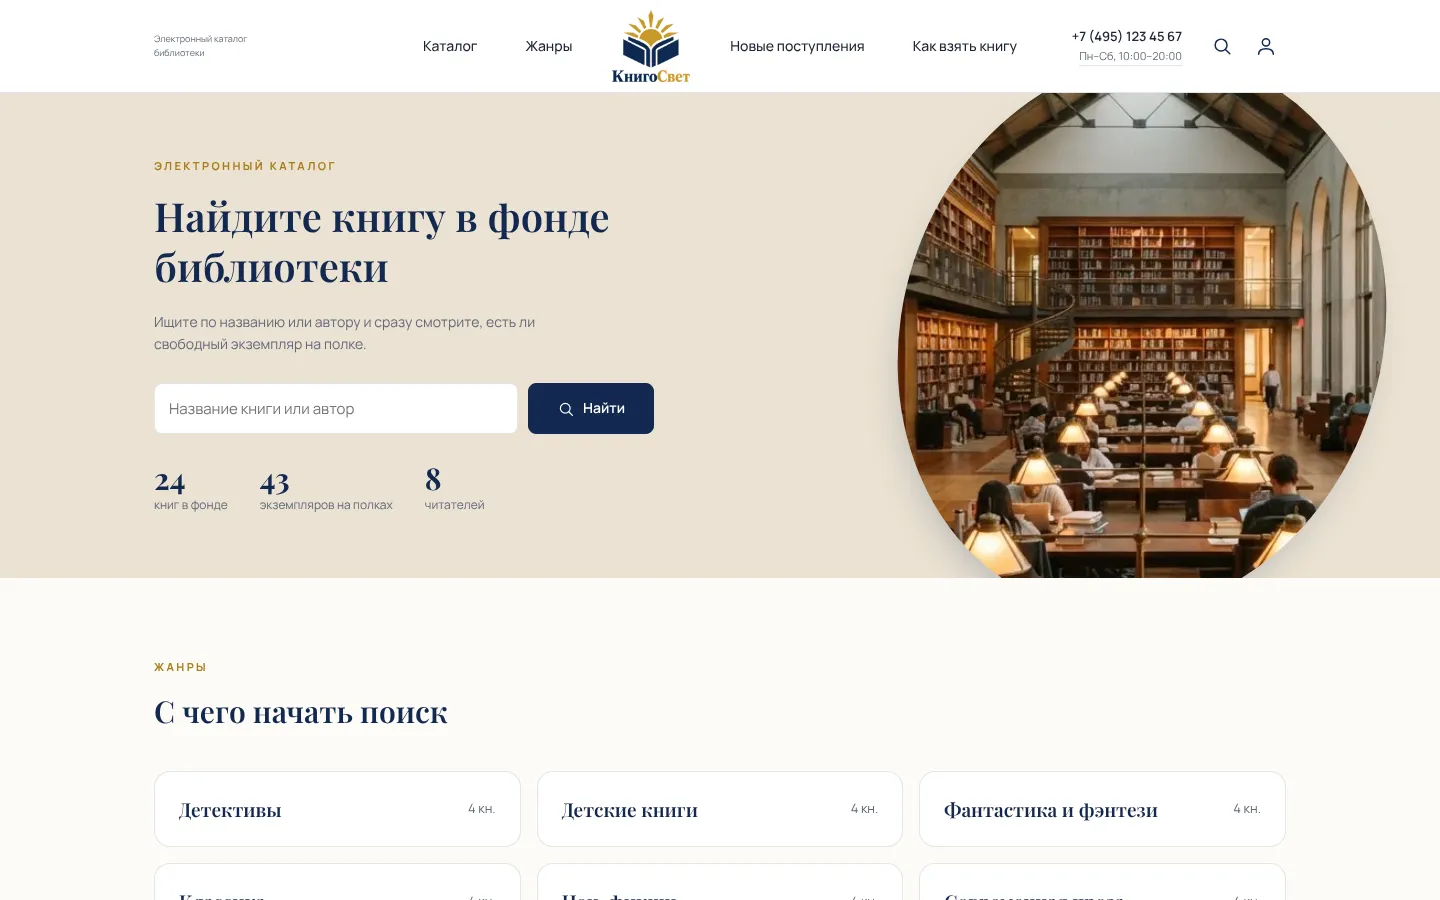 Электронный каталог
библиотеки
Каталог
Жанры
КнигоСвет
Новые поступления
Как взять книгу
+7 (495) 123 45 67
Пн–Сб, 10:00–20:00
ЭЛЕКТРОННЫЙ КАТАЛОГ
Найдите книгу в фонде
библиотеки
Ищите по названию или автору и сразу смотрите, есть ли
свободный экземпляр на полке.
Название книги или автор
Найти
24
книг в фонде
43
экземпляров на полках
8
читателей
ЖАНРЫ
С чего начать поиск
Детективы
4 кн.
Детские книги
4 кн.
Фантастика и фэнтези
4 кн.